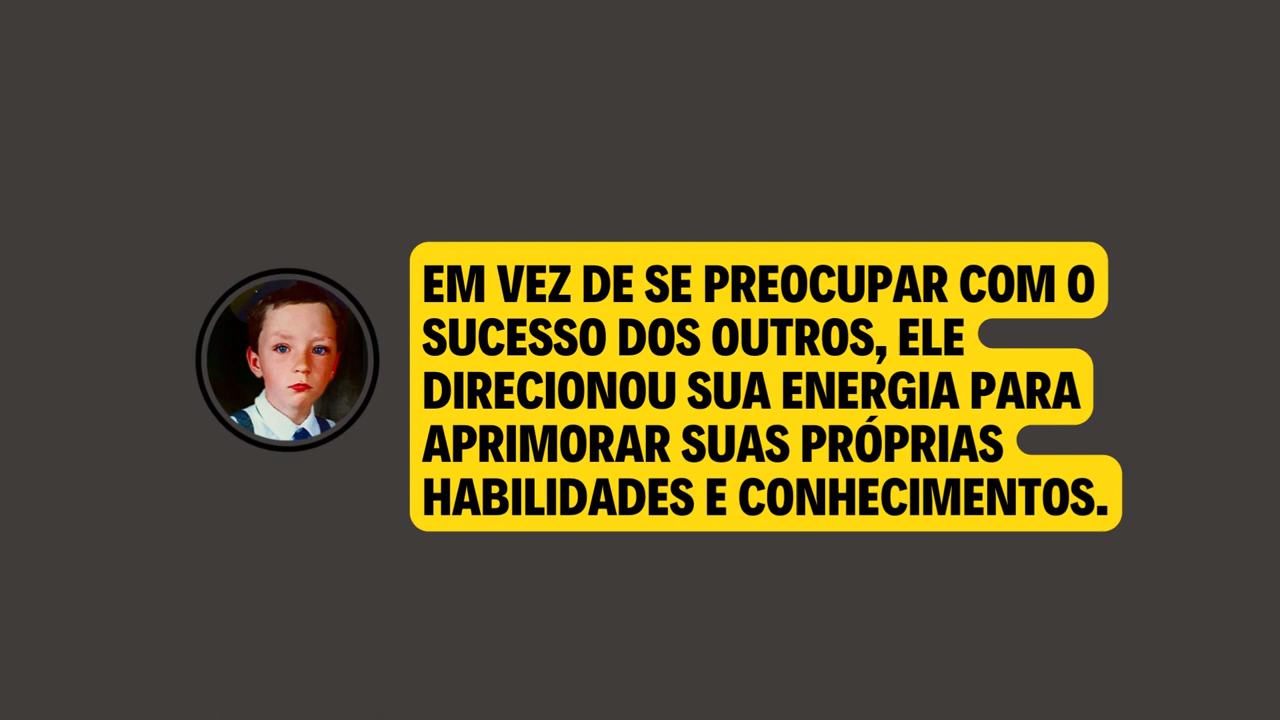 EM VEZ DE SE PREOCUPAR COM O
SUCESSO DOS OUTROS, ELE
DIRECIONOU SUA ENERGIA PARA
APRIMORAR SUAS PRÓPRIAS
HABILIDADES E CONHECIMENTOS.